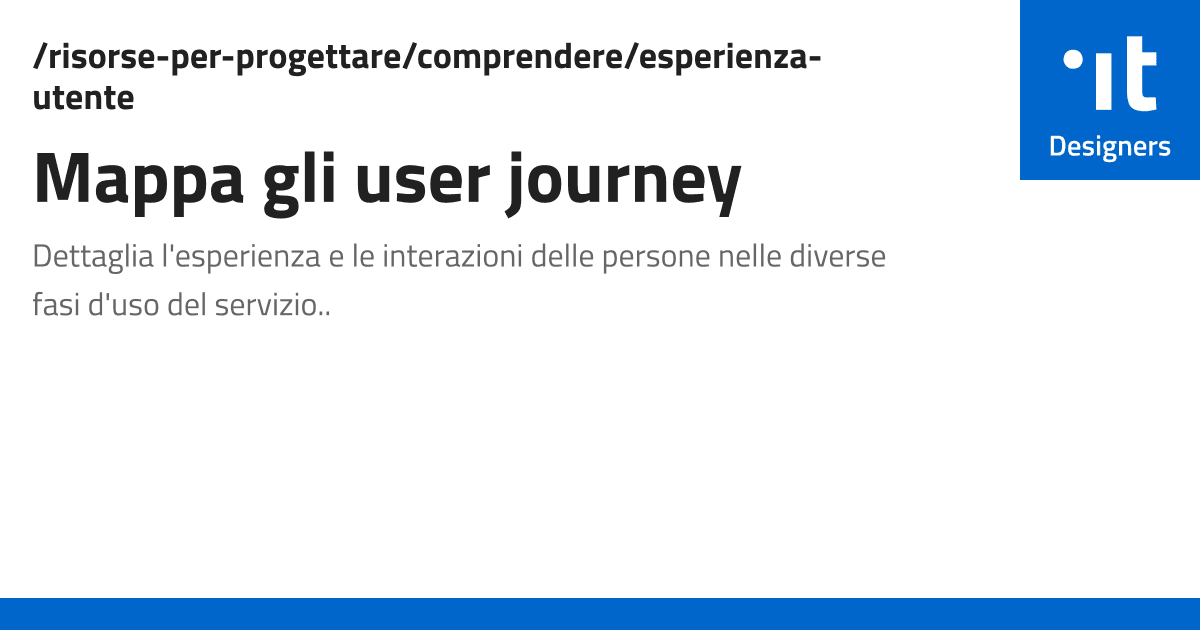 /risorse-per-progettare/comprendere/esperienza-
utente
Mappa gli user journey
Dettaglia l'esperienza e le interazioni delle persone nelle diverse
fasi d'uso del servizio..
it
Designers